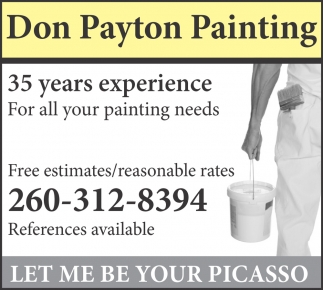 Don Payton Painting
35 years experience
For all your painting needs
Free estimates/reasonable rates
260-312-8394
References available
LET ME BE YOUR PICASSO